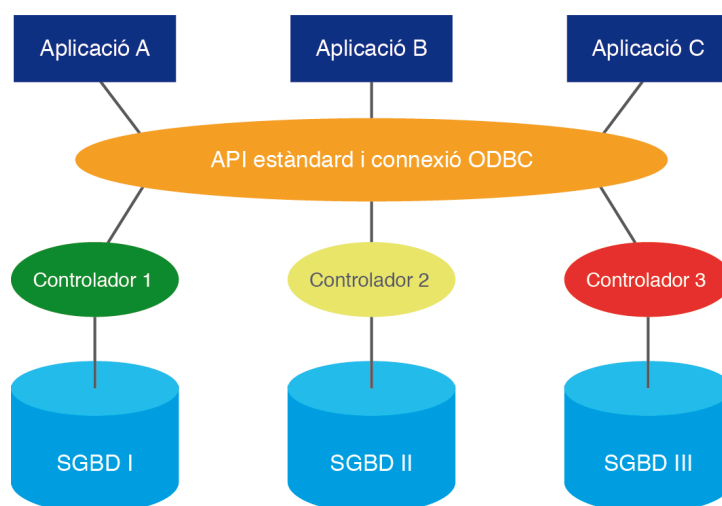 Aplicació A
Aplicació B
Aplicació C
API estàndard i connexió ODBC
Controlador 1
Controlador 2
Controlador 3
SGBD I
SGBD II
SGBD III